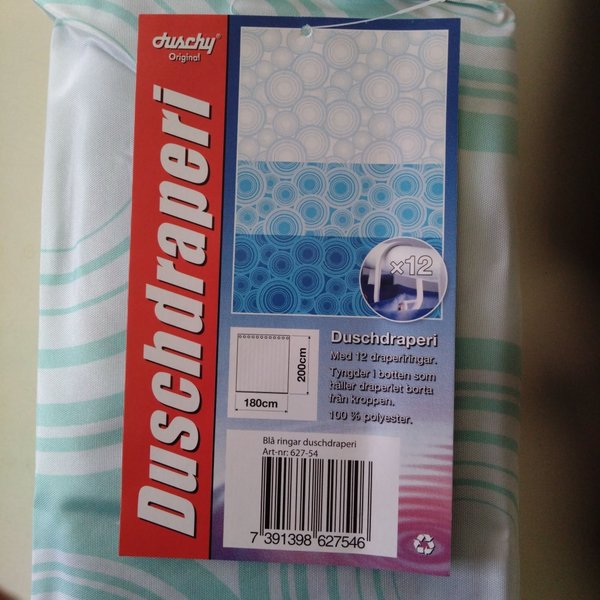 duschy®
Original
Duschdraperi
x12
200cm
180cm
Duschdraperi
Med 12 draperiringar.
Tyngder i botten som
håller draperiet borta
från kroppen.
100 % polyester.
Blå ringar duschdraperi
Art-nr: 627-54
7 391398 627546